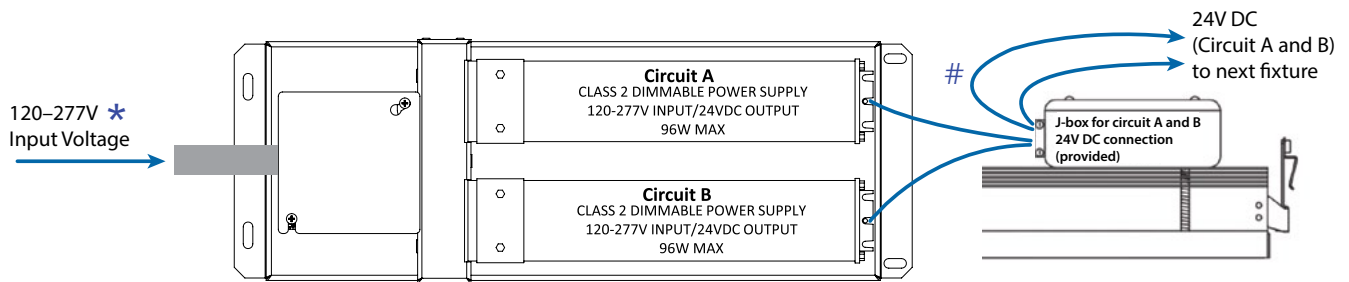 120–277V *
Input Voltage
Circuit A
CLASS 2 DIMMABLE POWER SUPPLY
120-277V INPUT/24VDC OUTPUT
96W MAX
Circuit B
CLASS 2 DIMMABLE POWER SUPPLY
120-277V INPUT/24VDC OUTPUT
96W MAX
#
24V DC
(Circuit A and B)
to next fixture
J-box for circuit A and B
24V DC connection
(provided)